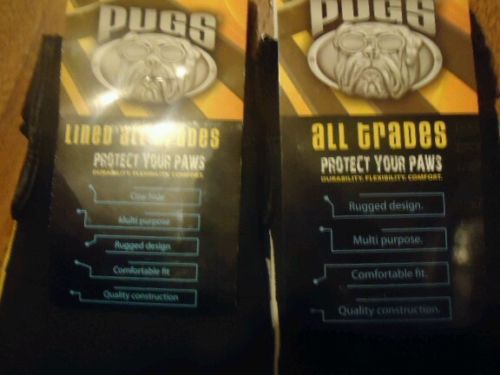 PUGS
LINED ALL TRADES
PROTECT YOUR PAWS
DURABILITY. FLEXIBILITY. COMFORT.
Cow hide
Multi purpose
Rugged design
Comfortable fit
Quality construction
PUGS
ALL TRADES
PROTECT YOUR PAWS
DURABILITY. FLEXIBILITY. COMFORT.
Rugged design.
Multi purpose.
Comfortable fit.
Quality construction.